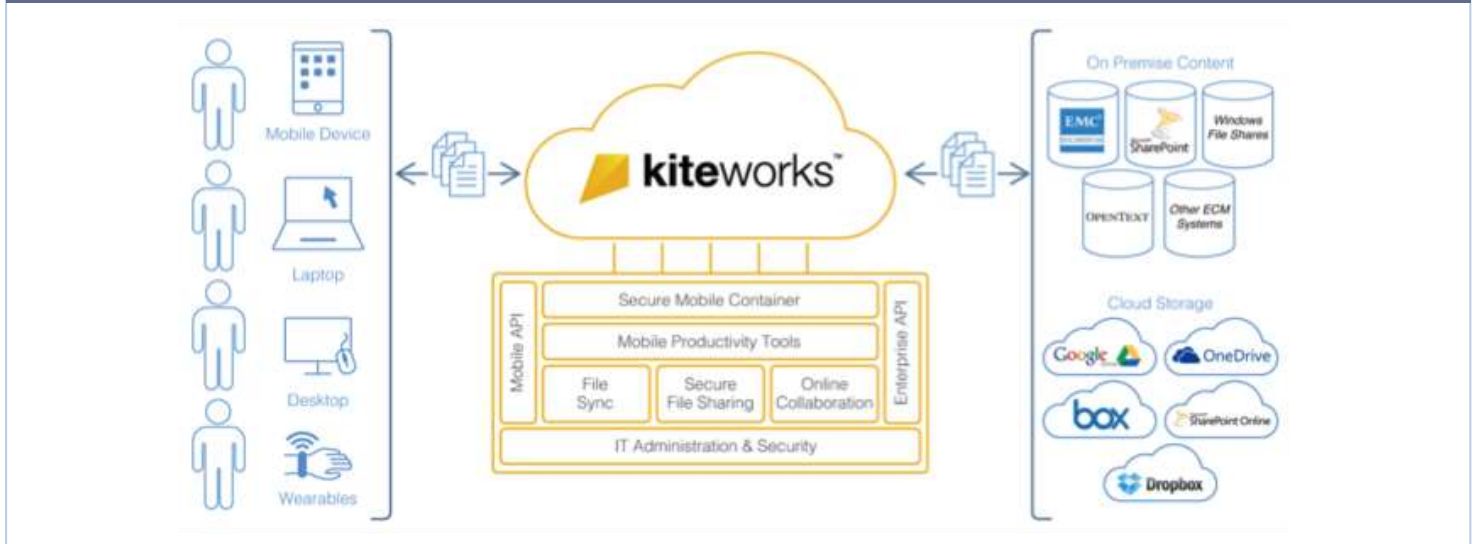 Mobile Device
Laptop
Desktop
Wearables
kiteworks™
Secure Mobile Container
Mobile Productivity Tools
Mobile API
File
Sync
Secure
File Sharing
Online
Collaboration
Enterprise API
IT Administration & Security
On Premise Content
EMC²
SharePoint
Windows
File Shares
OPENTEXT
Other ECM
Systems
Cloud Storage
Google
OneDrive
box
SharePoint Online
Dropbox